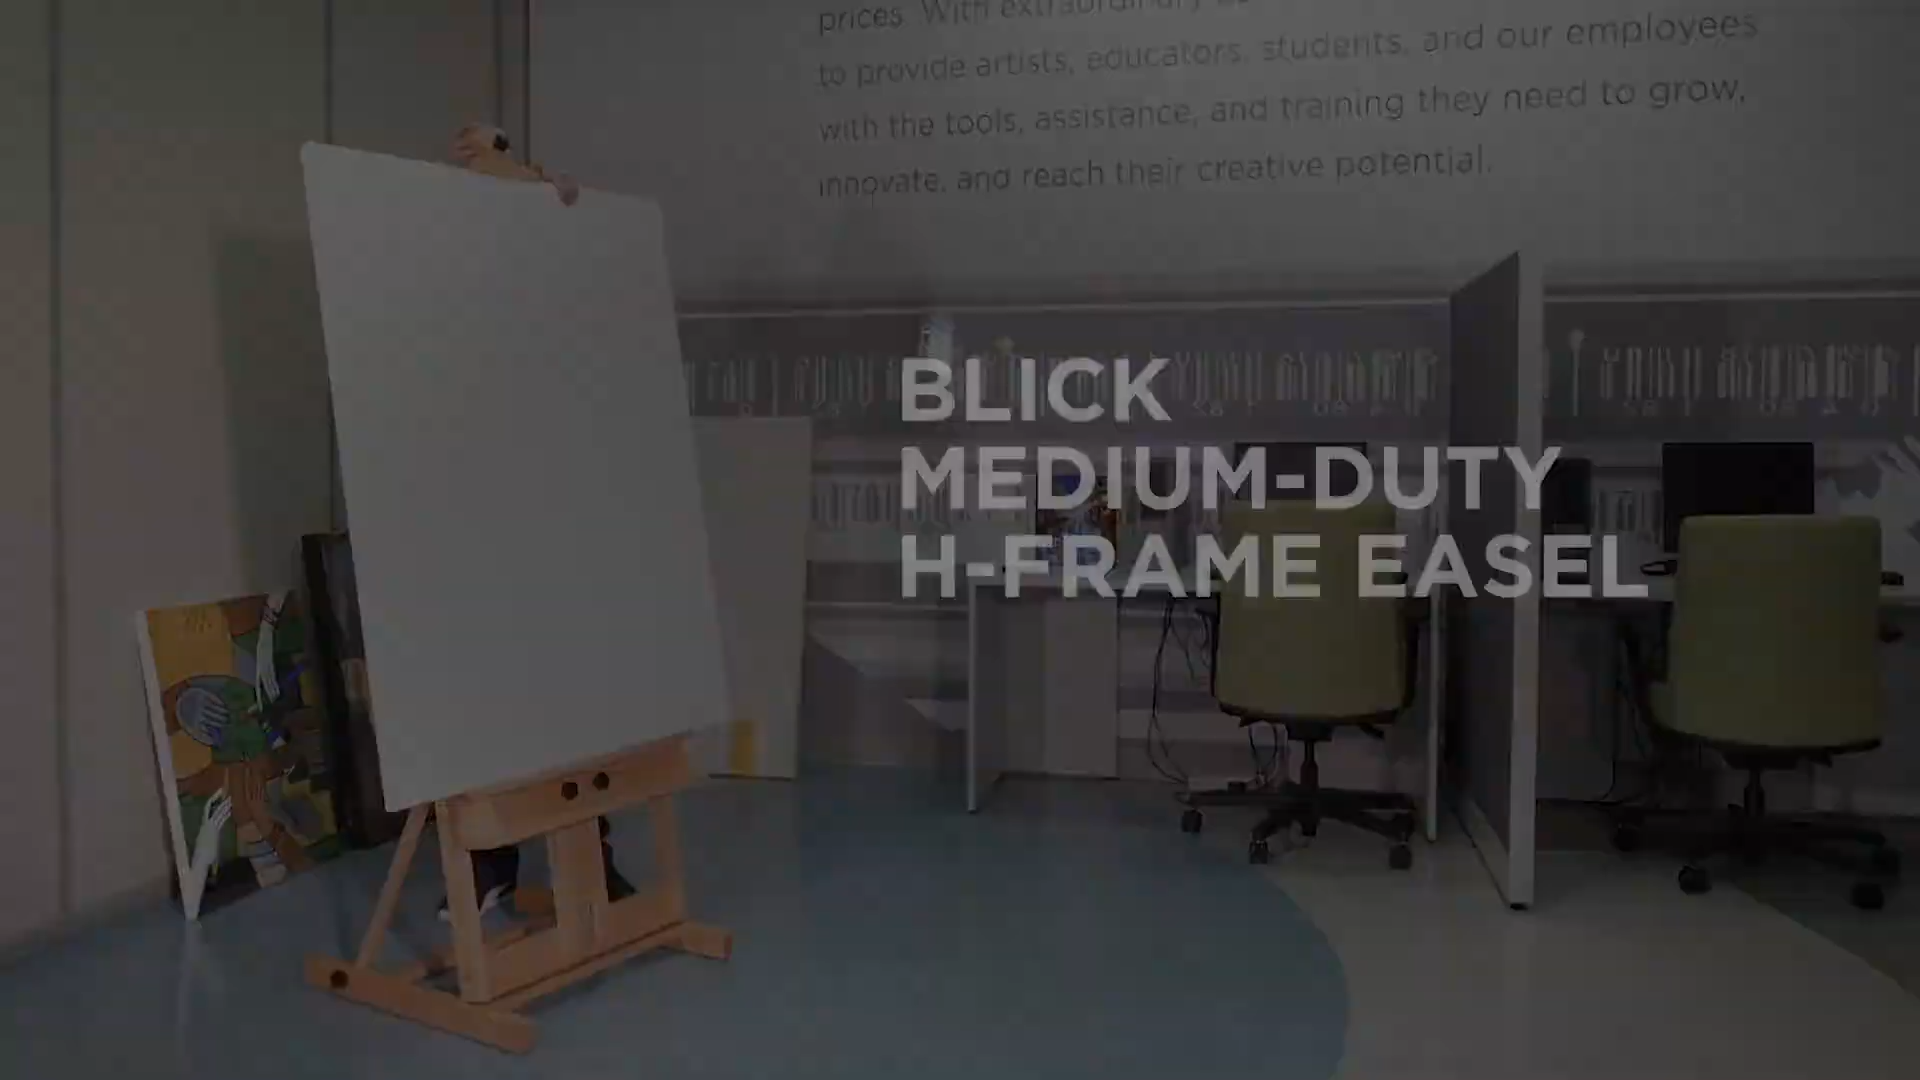 prices. With extraordinary
to provide artists, educators, students, and our employees
with the tools, assistance, and training they need to grow,
innovate, and reach their creative potential.
BLICK
MEDIUM-DUTY
H-FRAME EASEL